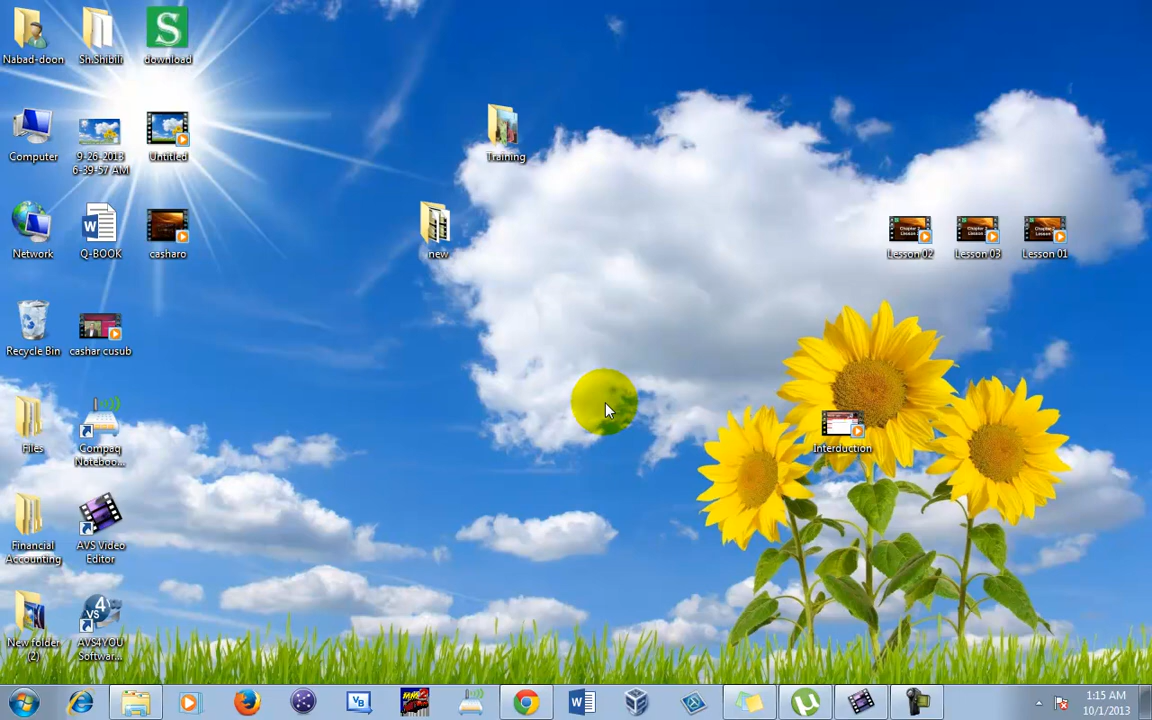 Nabad-doon
Sh.Shibili
download
Computer
9-26-2013
6-39-57 AM
Untitled
Training
Network
Q-BOOK
casharo
new
Lesson 02
Lesson 03
Lesson 01
Recycle Bin
cashar cusub
Files
Compaq
Noteboo...
Interduction
Financial
Accounting
AVS Video
Editor
New folder
(2)
AVS4YOU
Softwar...
1:15 AM
10/1/2013